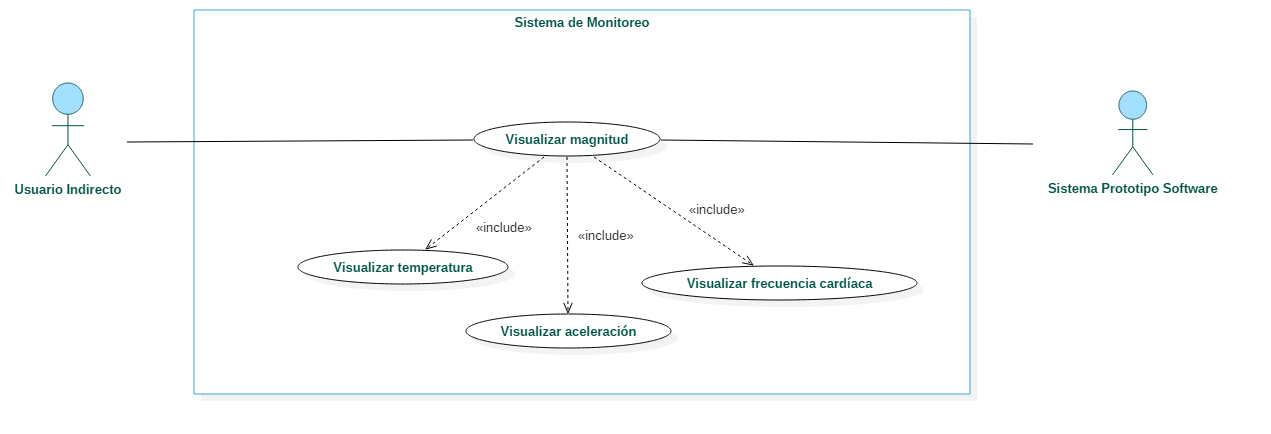 Sistema de Monitoreo
Visualizar magnitud
Usuario Indirecto
Sistema Prototipo Software
«include»
«include»
«include»
Visualizar temperatura
Visualizar frecuencia cardíaca
Visualizar aceleración